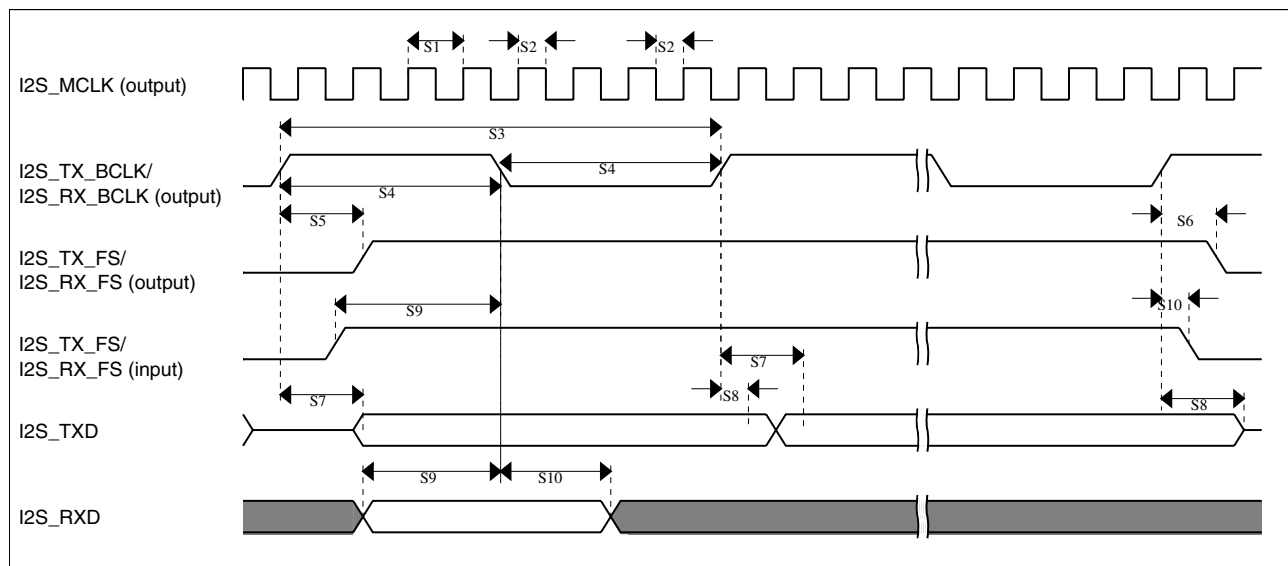 S1
S2
S2
I2S_MCLK (output)
S3
I2S_TX_BCLK/
I2S_RX_BCLK (output)
S4
S4
S5
S6
I2S_TX_FS/
I2S_RX_FS (output)
S9
S10
I2S_TX_FS/
I2S_RX_FS (input)
S7
S7
S8
S8
I2S_TXD
S9
S10
I2S_RXD